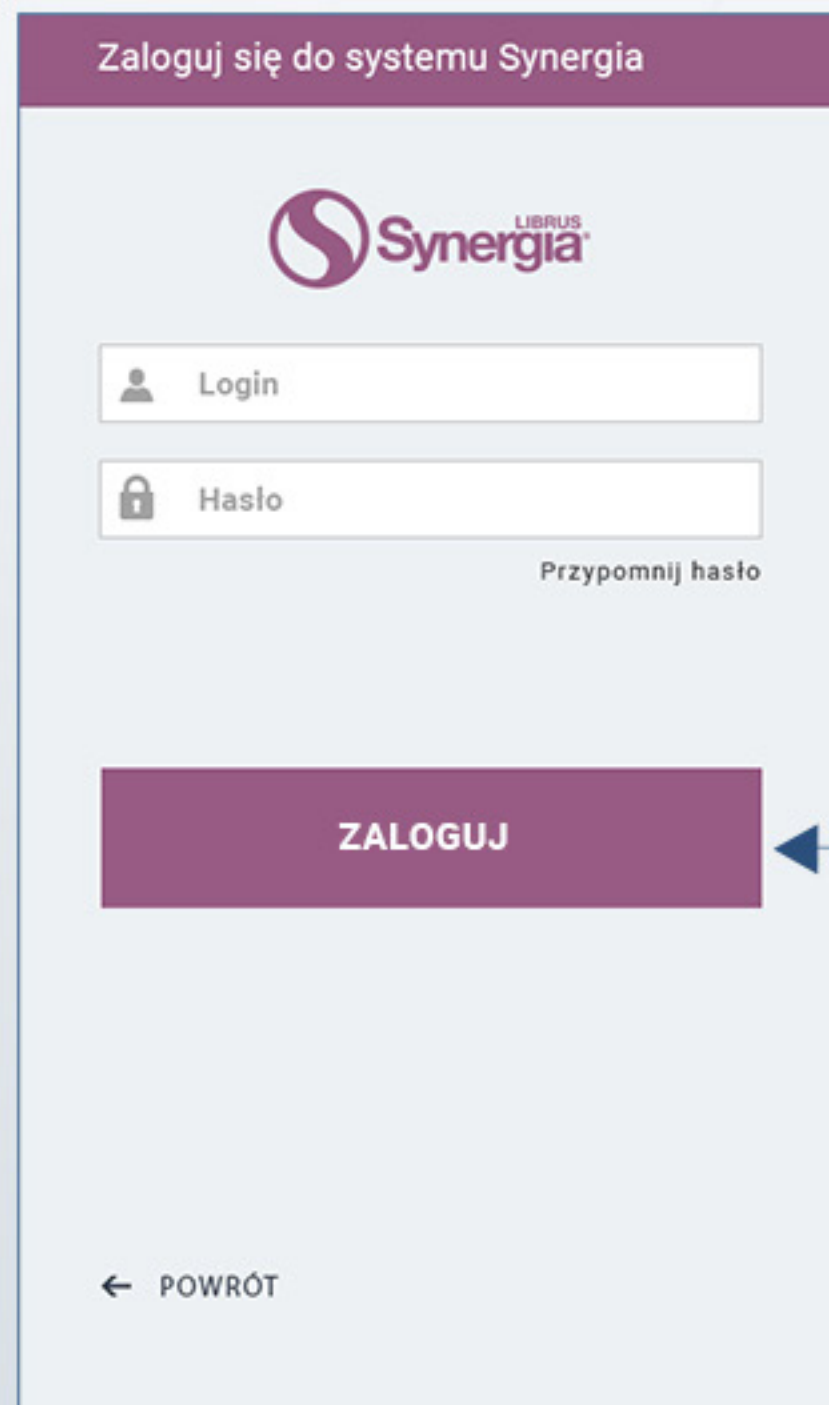 Zaloguj się do systemu Synergia
LIBRUS
Synergia
Login
Hasło
Przypomnij hasło
ZALOGUJ
← POWRÓT